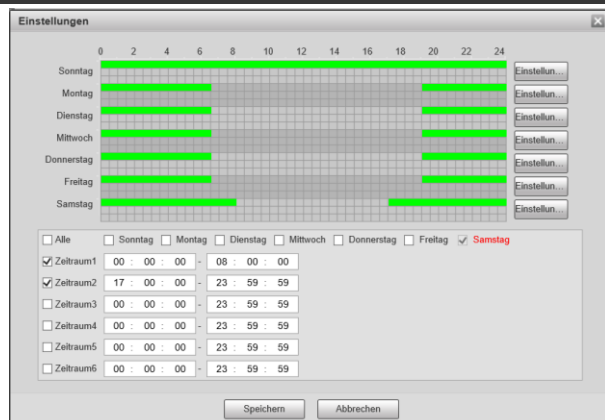 Einstellungen
0 2 4 6 8 10 12 14 16 18 20 22 24
Sonntag Einstellun...
Montag Einstellun...
Dienstag Einstellun...
Mittwoch Einstellun...
Donnerstag Einstellun...
Freitag Einstellun...
Samstag Einstellun...
Alle Sonntag Montag Dienstag Mittwoch Donnerstag Freitag Samstag
Zeitraum1 00 : 00 : 00 - 08 : 00 : 00
Zeitraum2 17 : 00 : 00 - 23 : 59 : 59
Zeitraum3 00 : 00 : 00 - 23 : 59 : 59
Zeitraum4 00 : 00 : 00 - 23 : 59 : 59
Zeitraum5 00 : 00 : 00 - 23 : 59 : 59
Zeitraum6 00 : 00 : 00 - 23 : 59 : 59
Speichern Abbrechen